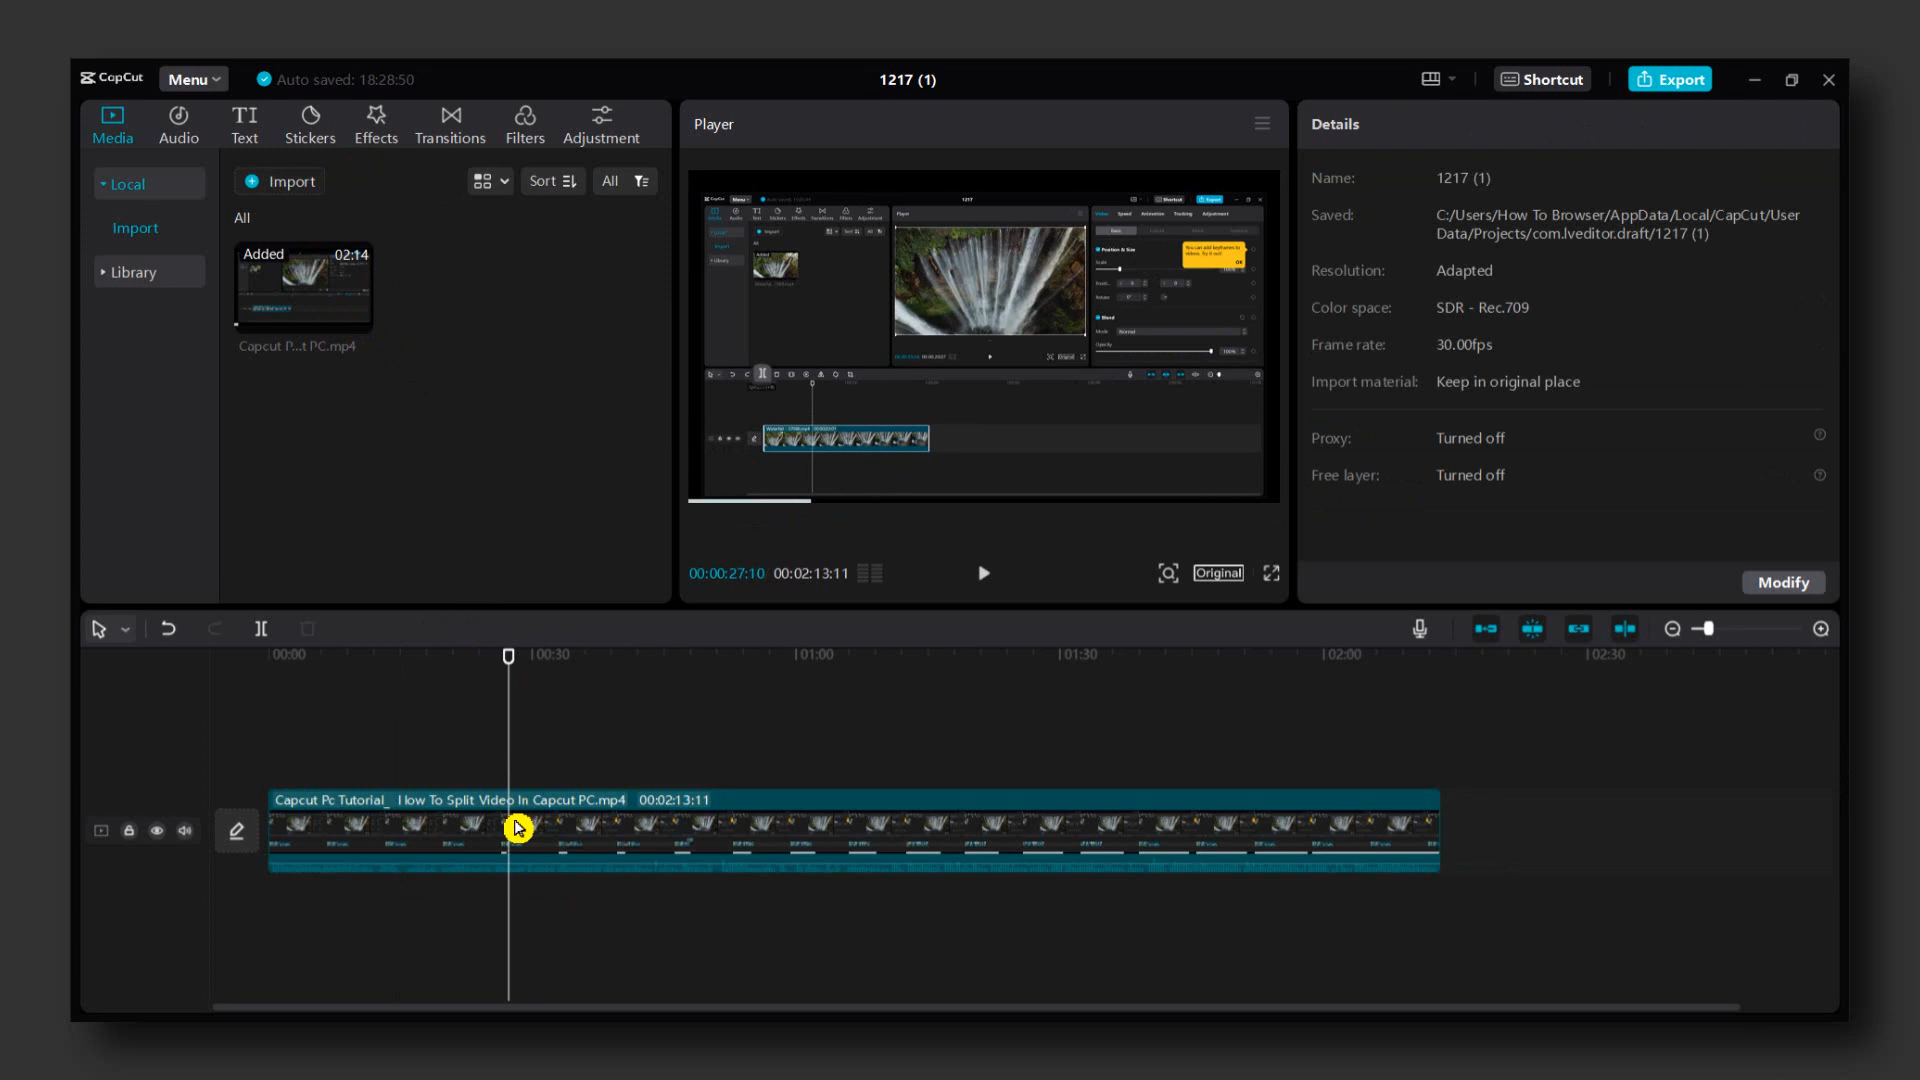 CapCut
Menu
Auto saved: 18:28:50
1217 (1)
Shortcut
Export
Media
Audio
TI
Text
Stickers
Effects
Transitions
Filters
Adjustment
Local
Import
Library
Import
Sort
All
All
Added
02:14
Capcut P...t PC.mp4
Player
00:00:27:10
00:02:13:11
Original
Details
Name: 1217 (1)
Saved: C:/Users/How To Browser/AppData/Local/CapCut/User
Data/Projects/com.lveditor.draft/1217 (1)
Resolution: Adapted
Color space: SDR - Rec.709
Frame rate: 30.00fps
Import material: Keep in original place
Proxy: Turned off
Free layer: Turned off
Modify
00:00
00:30
01:00
01:30
02:00
02:30
Capcut Pc Tutorial_ How To Split Video In Capcut PC.mp4 00:02:13:11